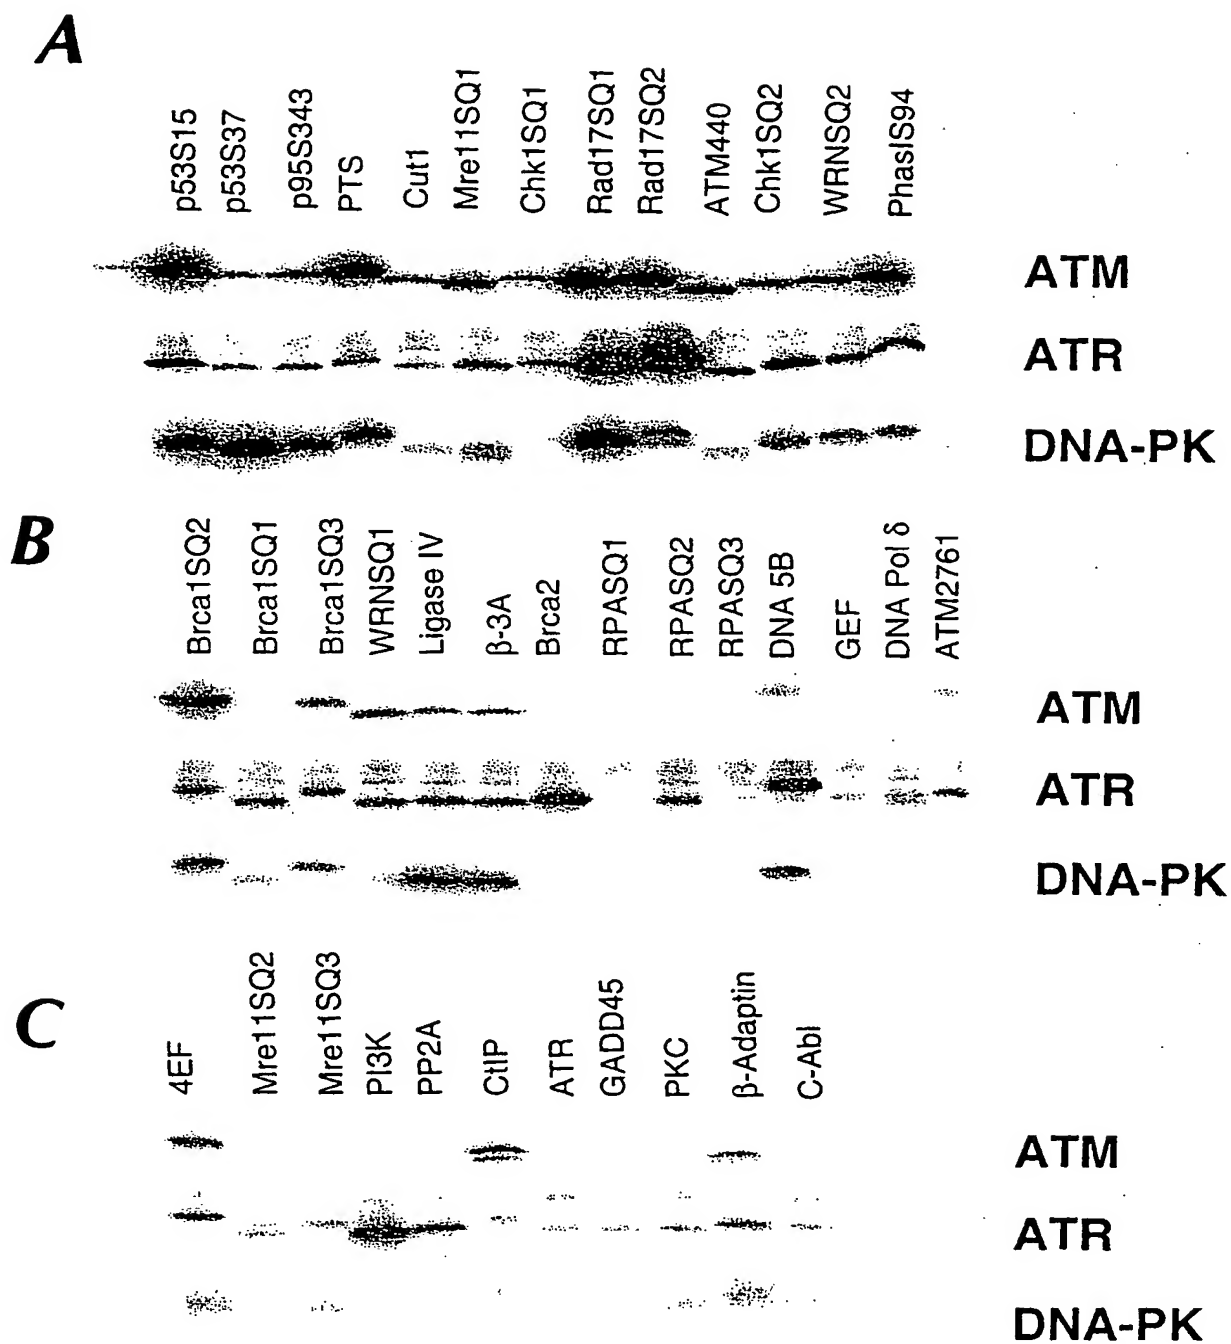 A
p53S15 p53S37 p95S343 PTS Cut1 Mre11SQ1 Chk1SQ1 Rad17SQ1 Rad17SQ2 ATM440 Chk1SQ2 WRNSQ2 PhasIS94
ATM
ATR
DNA-PK
B
Brca1SQ2 Brca1SQ1 Brca1SQ3 WRNSQ1 Ligase IV β-3A Brca2 RPASQ1 RPASQ2 RPASQ3 DNA 5B GEF DNA Pol δ ATM2761
ATM
ATR
DNA-PK
C
4EF Mre11SQ2 Mre11SQ3 PI3K PP2A CtIP ATR GADD45 PKC β-Adaptin C-Abl
ATM
ATR
DNA-PK